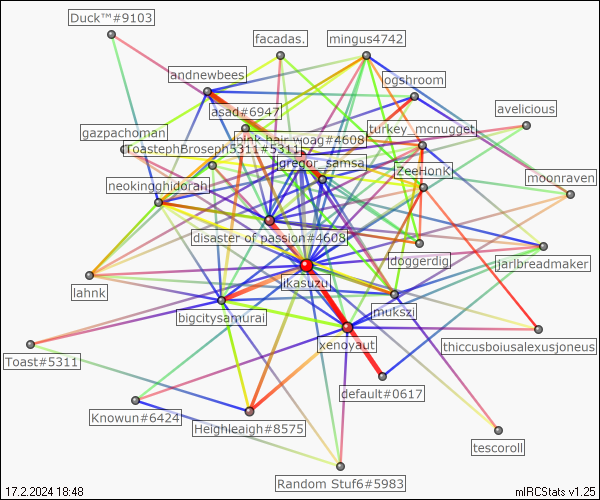 Duck™#9103
facadas.
mingus4742
andnewbees
ogshroom
asad#6947
avelicious
turkey_mcnugget
gazpachoman
pink hair woag#4608
ToastephBroseph5311#5311
gregor_samsa
ZeeHonK
moonraven
neokingghidorah
disaster of passion#4608
doggerdig
jjarlbreadmaker
ikasuzu
lahnk
bigcitysamurai
mukszi
xenoyaut
thiccusboiusalexusjoneus
Toast#5311
default#0617
Knowun#6424
Heighleagh#8575
tescoroll
Random Stuf6#5983
17.2.2024 18:48
mIRCStats v1.25